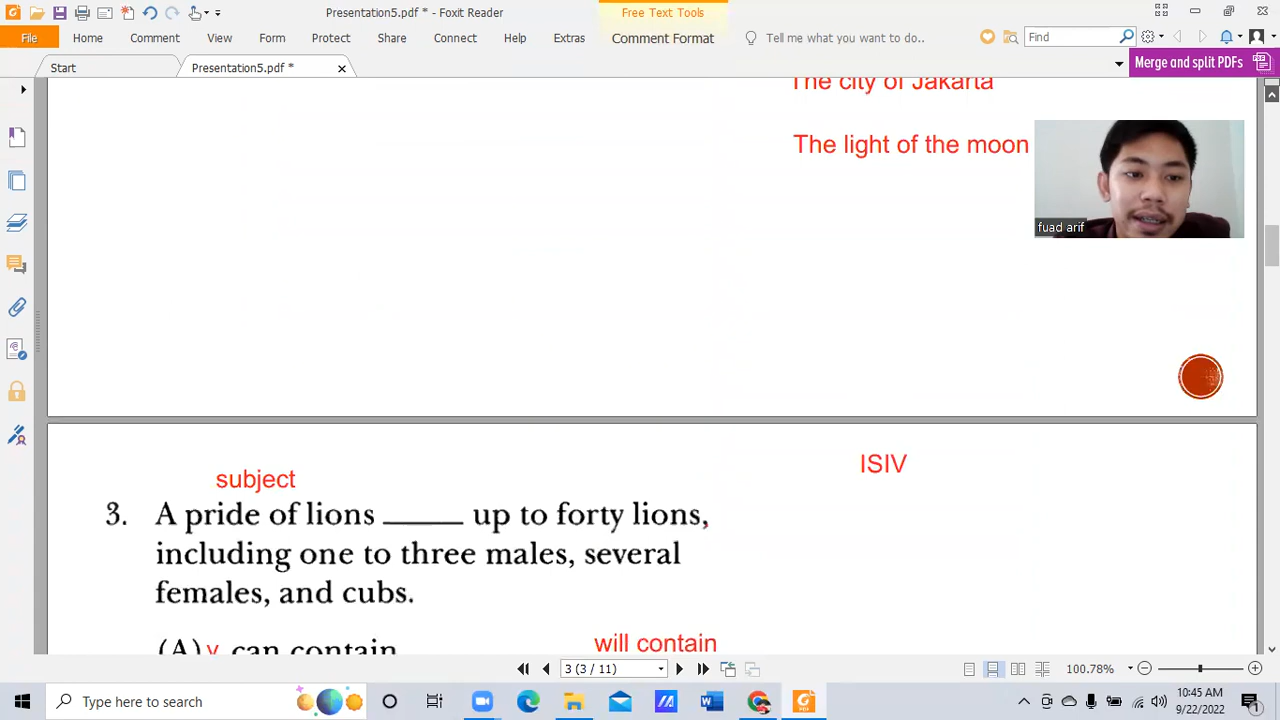 Presentation5.pdf * - Foxit Reader
Free Text Tools
File Home Comment View Form Protect Share Connect Help Extras Comment Format Tell me what you want to do.. Find
Start Presentation5.pdf * Merge and split PDFs
The city of Jakarta
The light of the moon
fuad arif
subject
ISIV
3. A pride of lions _____ up to forty lions,
including one to three males, several
females, and cubs.
will contain
(A) v can contain
3 (3 / 11) 100.78%
Type here to search
10:45 AM
9/22/2022